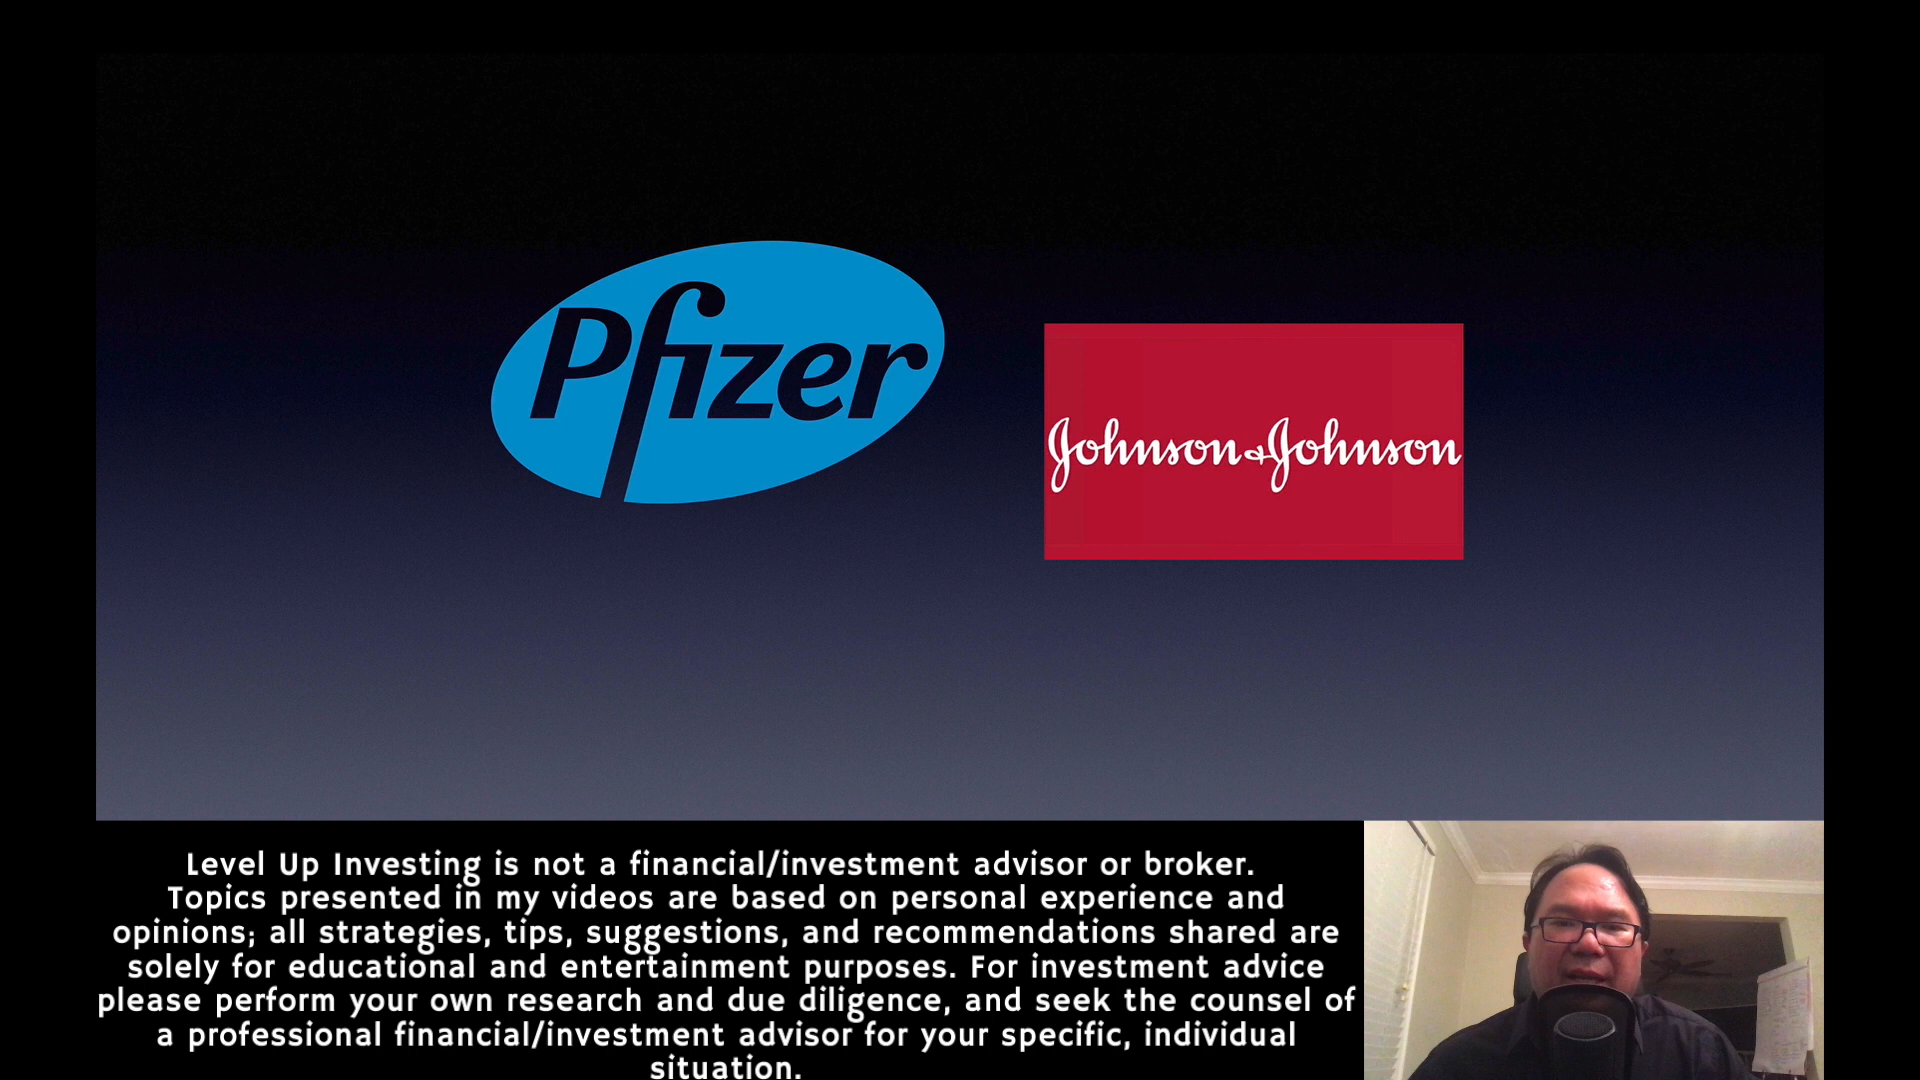 Pfizer
Johnson & Johnson
Level Up Investing is not a financial/investment advisor or broker.
Topics presented in my videos are based on personal experience and
opinions; all strategies, tips, suggestions, and recommendations shared are
solely for educational and entertainment purposes. For investment advice
please perform your own research and due diligence, and seek the counsel of
a professional financial/investment advisor for your specific, individual
situation.